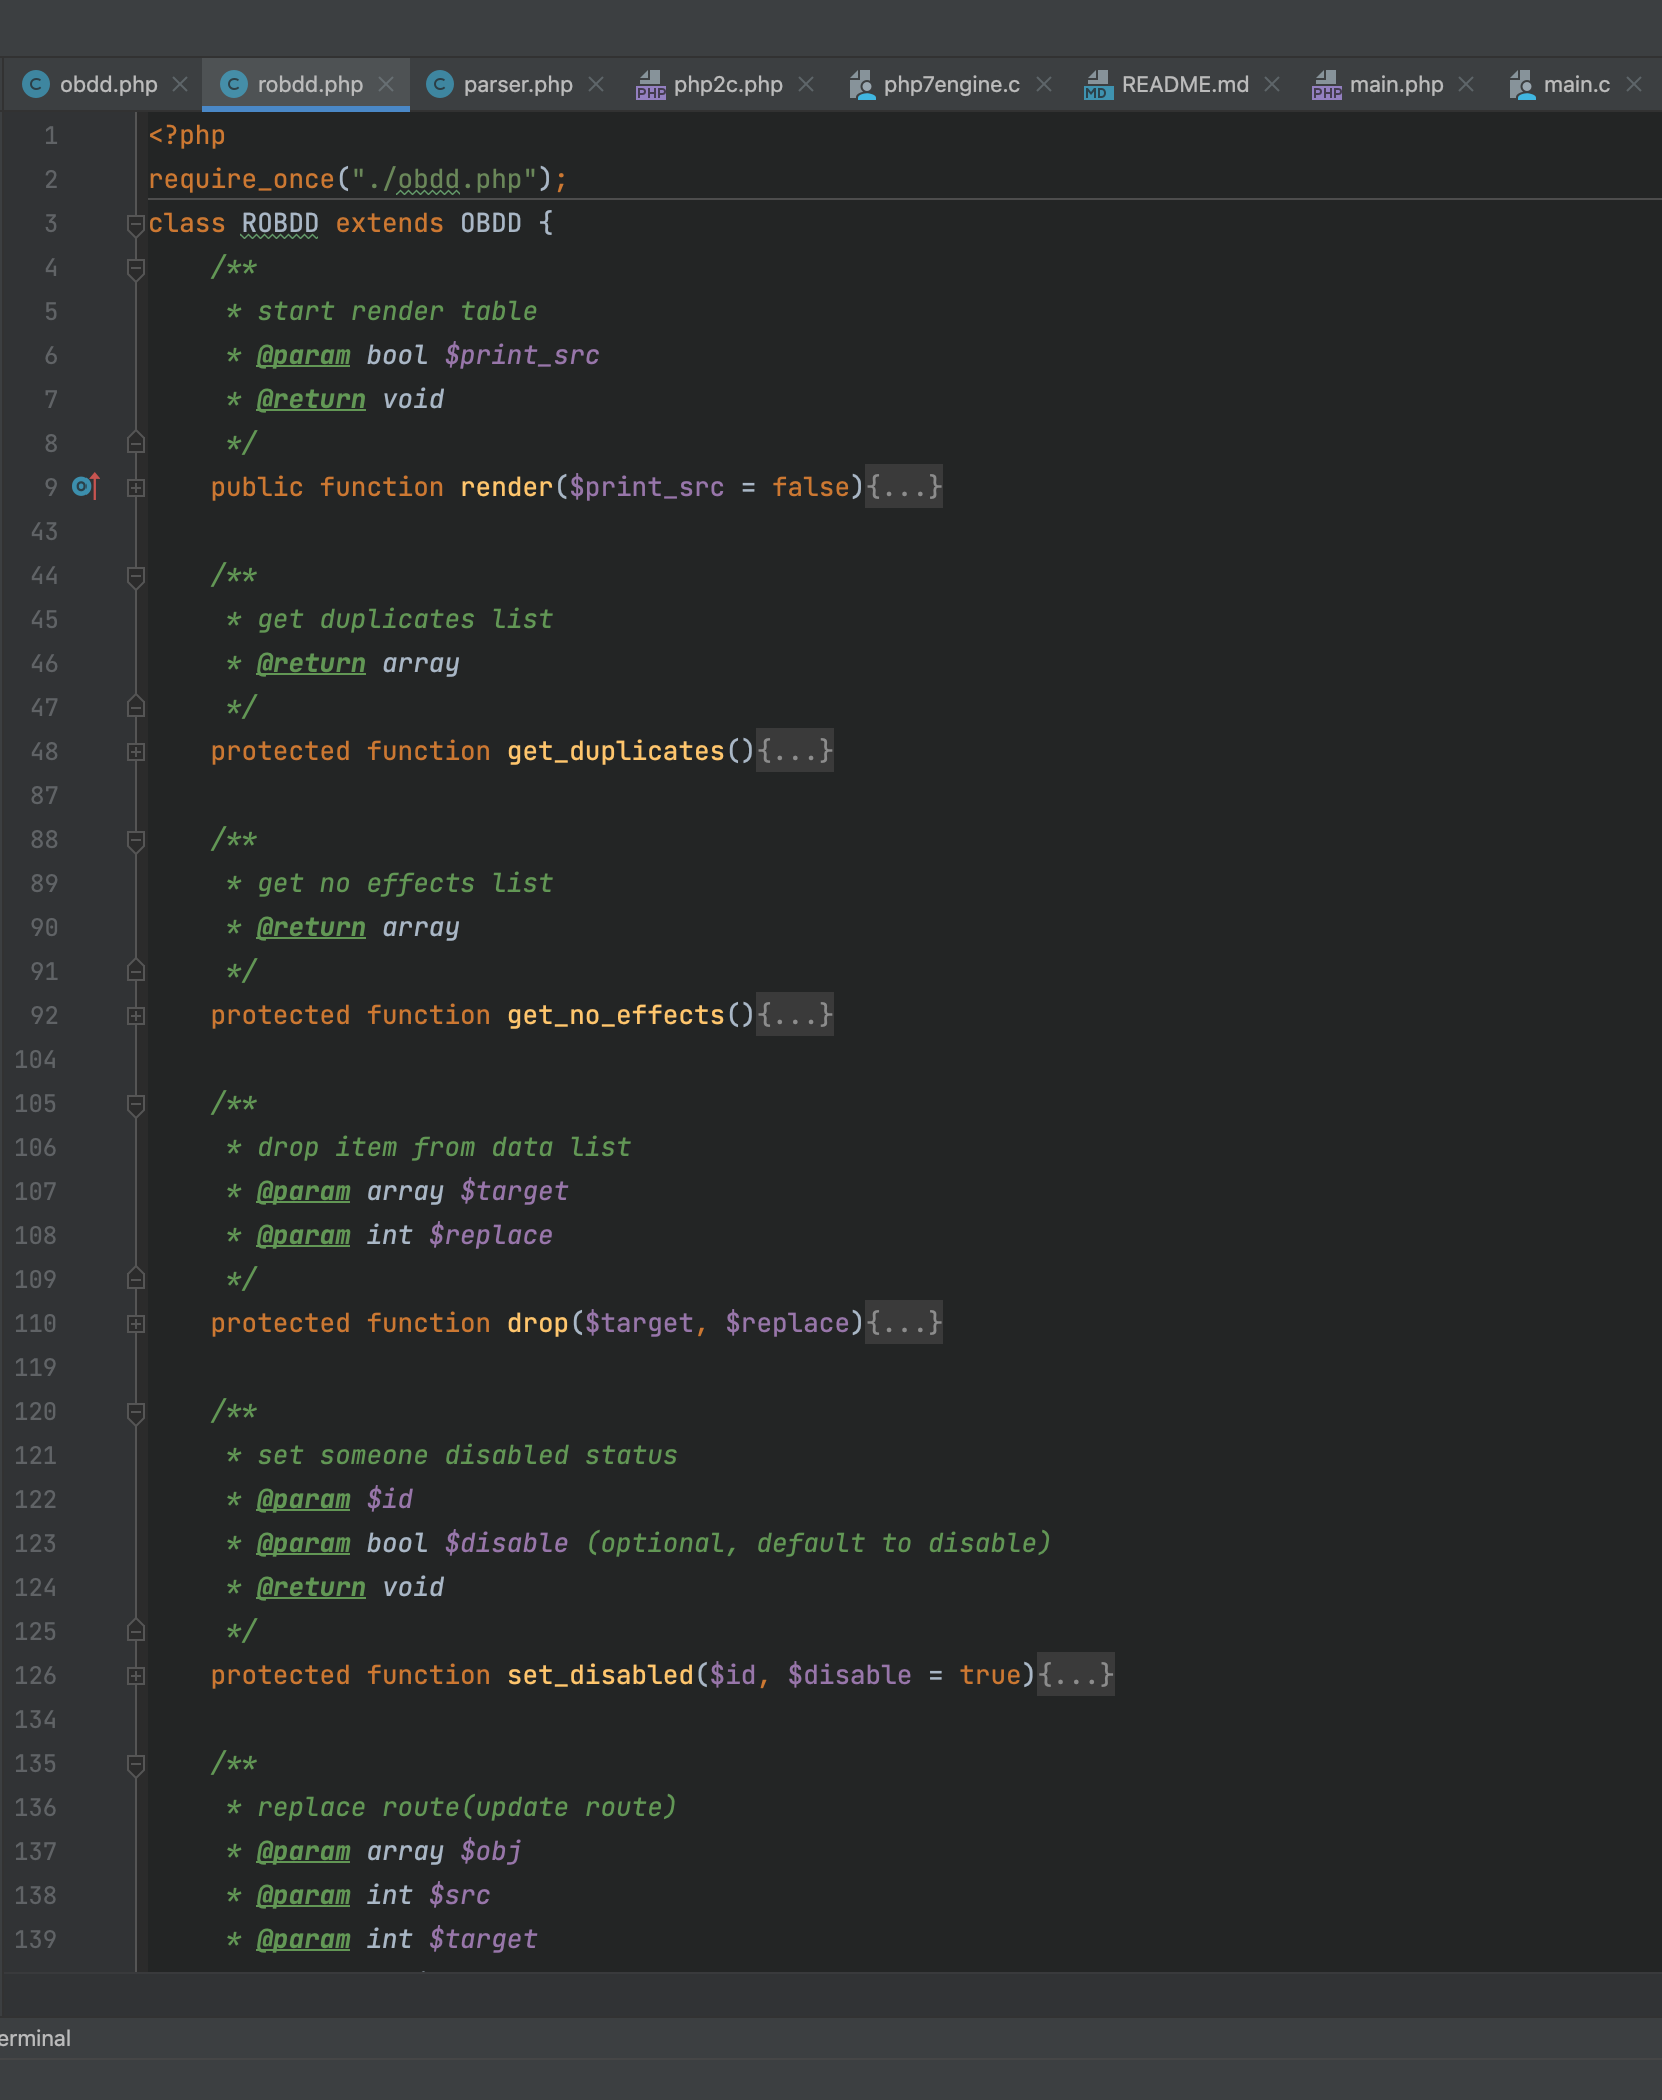 obdd.php robdd.php parser.php php2c.php php7engine.c README.md main.php main.c
1 <?php
2 require_once("./obdd.php");
3 class ROBDD extends OBDD {
4 /**
5 * start render table
6 * @param bool $print_src
7 * @return void
8 */
9 public function render($print_src = false){...}
43
44 /**
45 * get duplicates list
46 * @return array
47 */
48 protected function get_duplicates(){...}
87
88 /**
89 * get no effects list
90 * @return array
91 */
92 protected function get_no_effects(){...}
104
105 /**
106 * drop item from data list
107 * @param array $target
108 * @param int $replace
109 */
110 protected function drop($target, $replace){...}
119
120 /**
121 * set someone disabled status
122 * @param $id
123 * @param bool $disable (optional, default to disable)
124 * @return void
125 */
126 protected function set_disabled($id, $disable = true){...}
134
135 /**
136 * replace route(update route)
137 * @param array $obj
138 * @param int $src
139 * @param int $target
erminal